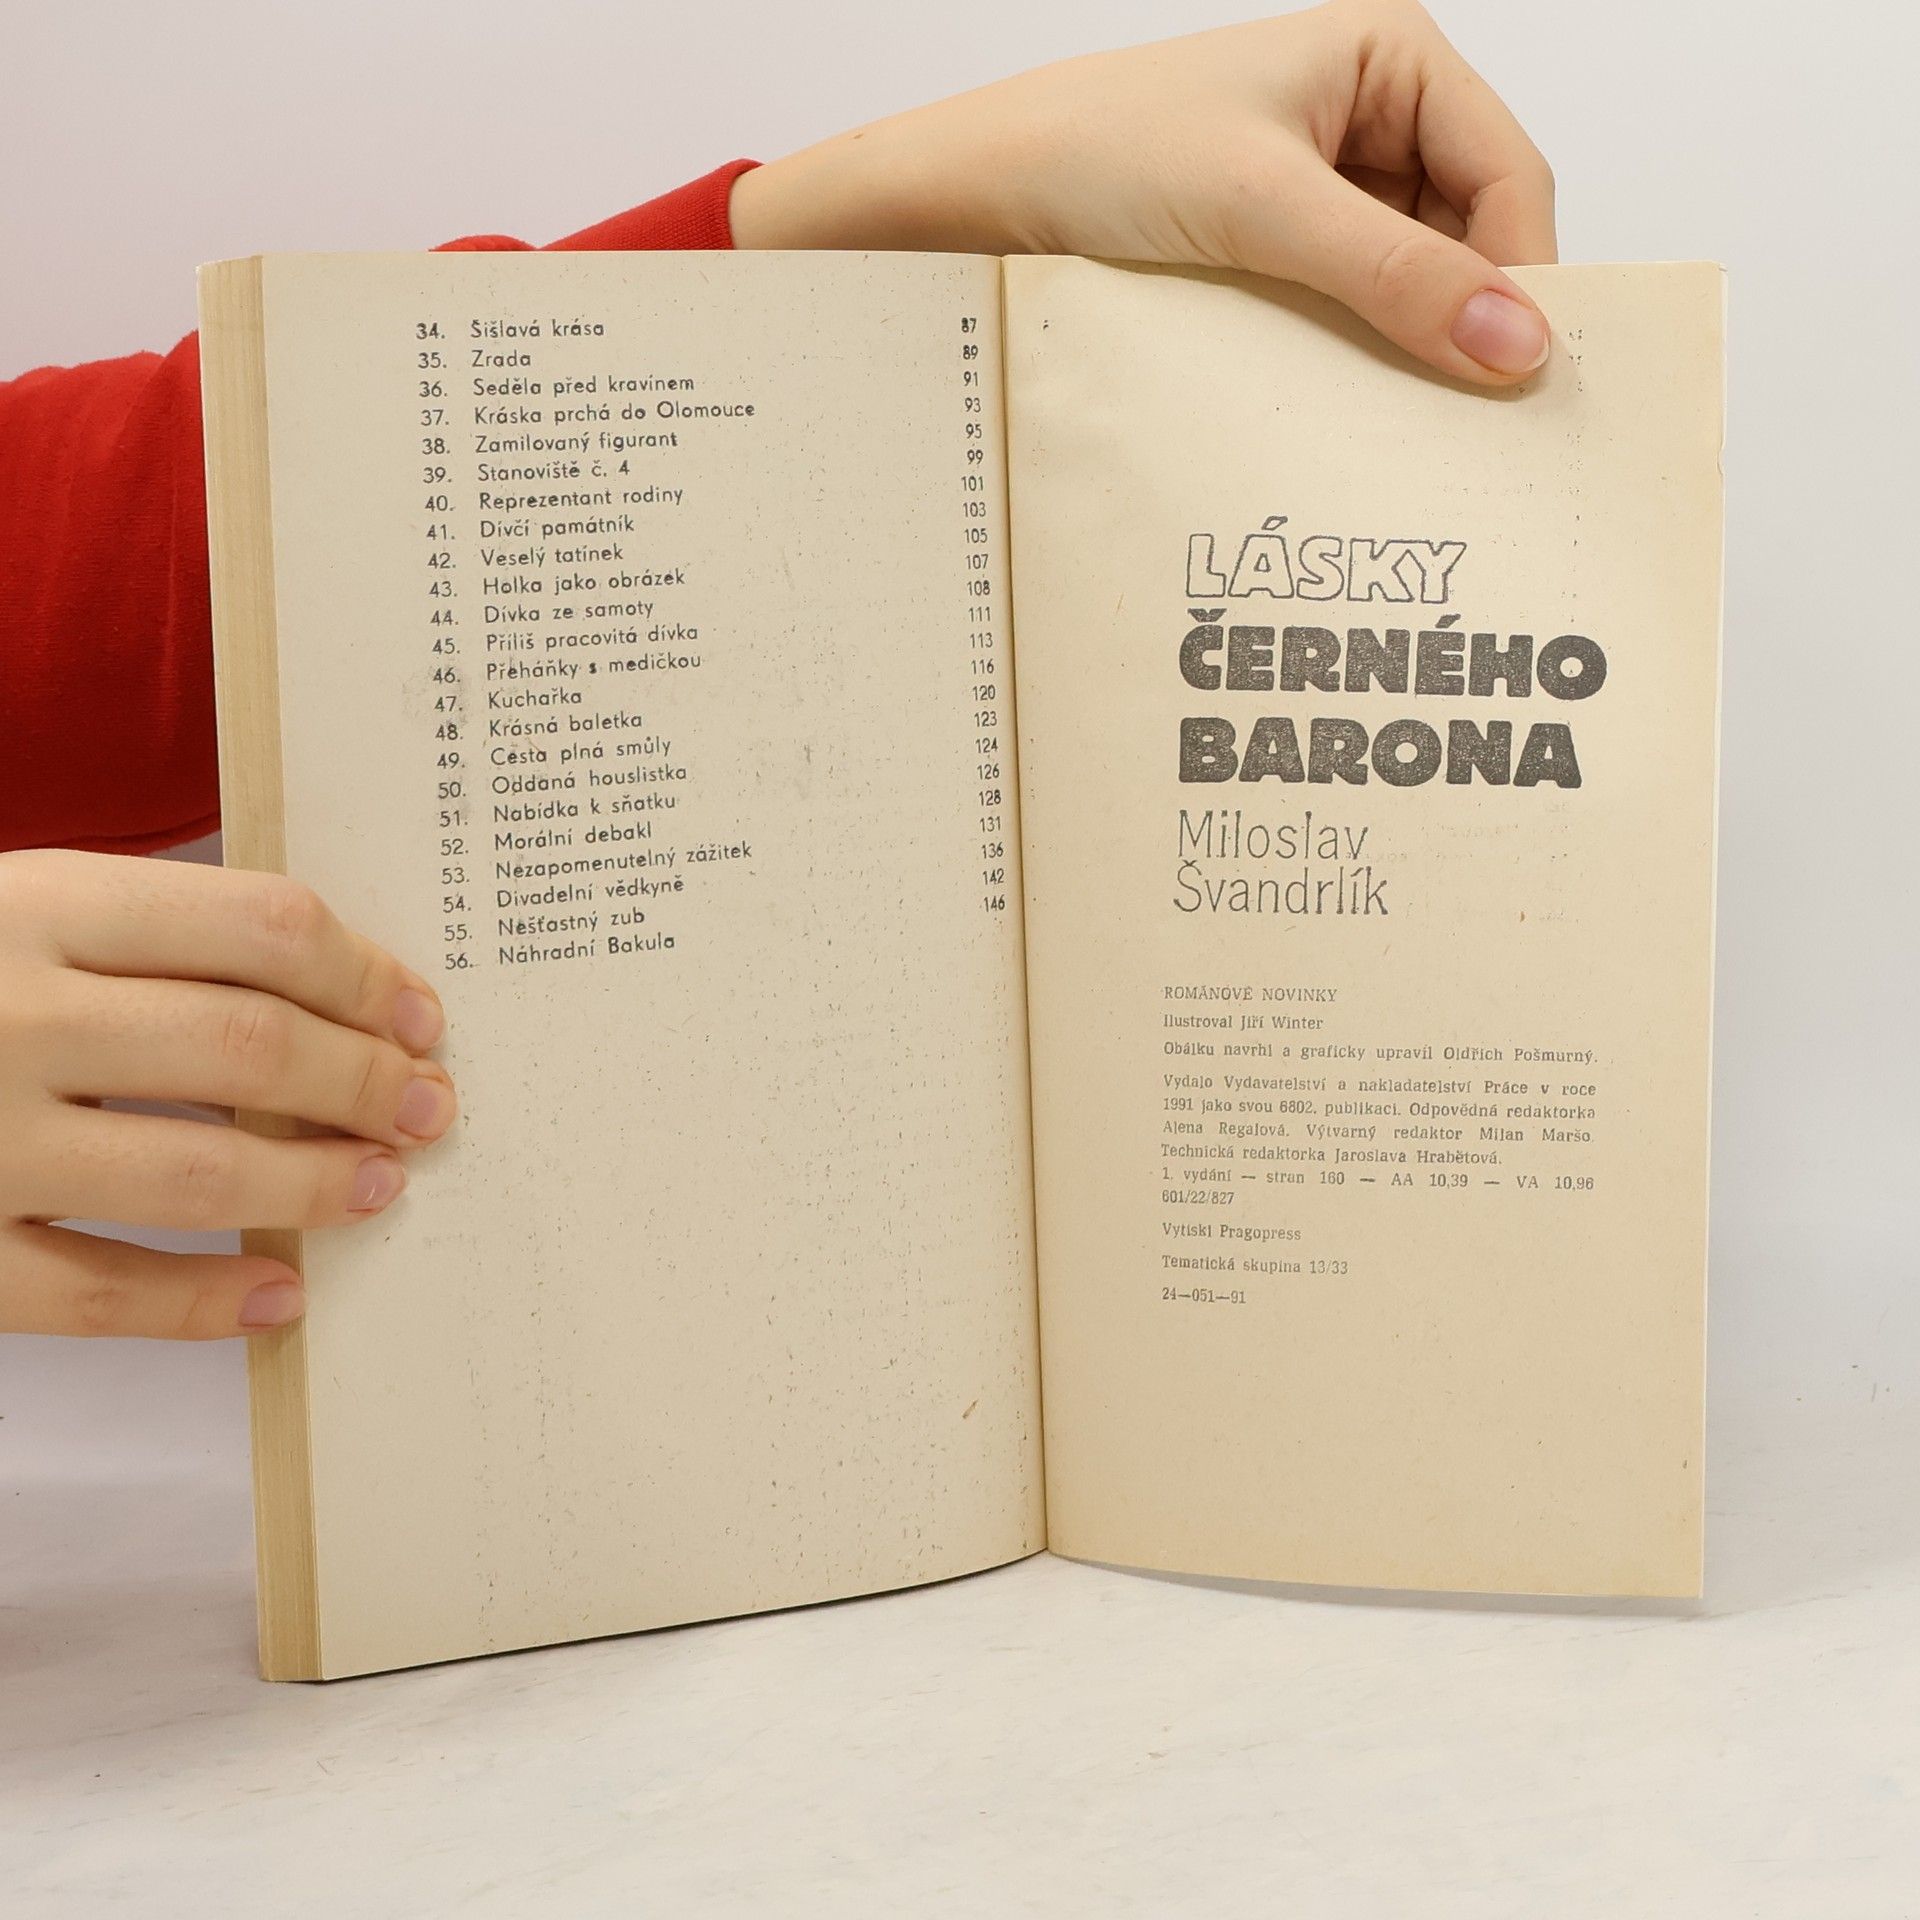 34. Šišlavá krása 87
35. Zrada 89
36. Seděla před kravínem 91
37. Kráska prchá do Olomouce 93
38. Zamilovaný figurant 95
39. Stanoviště č. 4 99
40. Reprezentant rodiny 101
41. Dívčí památník 103
42. Veselý tatínek 105
43. Holka jako obrázek 107
44. Dívka ze samoty 108
45. Příliš pracovitá dívka 111
46. Přeháňky s medičkou 113
47. Kuchařka 116
48. Krásná baletka 120
49. Cesta plná smůly 123
50. Oddaná houslistka 124
51. Nabídka k sňatku 126
52. Morální debakl 128
53. Nezapomenutelný zážitek 131
54. Divadelní vědkyně 136
55. Nešťastný zub 142
56. Náhradní Bakula 146
LÁSKY
ČERNÉHO
BARONA
Miloslav
Švandrlík
ROMÁNOVÉ NOVINKY
Ilustroval Jiří Winter
Obálku navrhl a graficky upravil Oldřich Pošmurný.
Vydalo Vydavatelství a nakladatelství Práce v roce
1991 jako svou 6802. publikaci. Odpovědná redaktorka
Alena Regalová. Výtvarný redaktor Milan Maršo.
Technická redaktorka Jaroslava Hrabětová.
1. vydání — stran 160 — AA 10,39 — VA 10,96
601/22/827
Vytiskl Pragopress
Tematická skupina 13/33
24—051—91